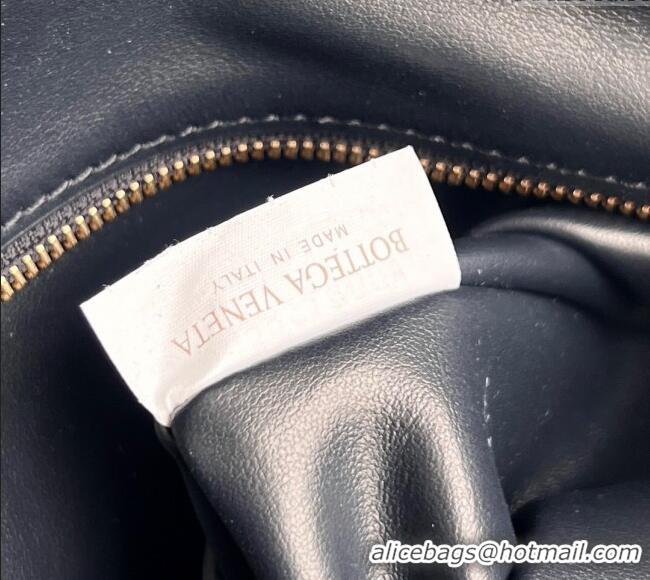 BOTTEGA VENETA
MADE IN ITALY
alicebags@hotmail.com